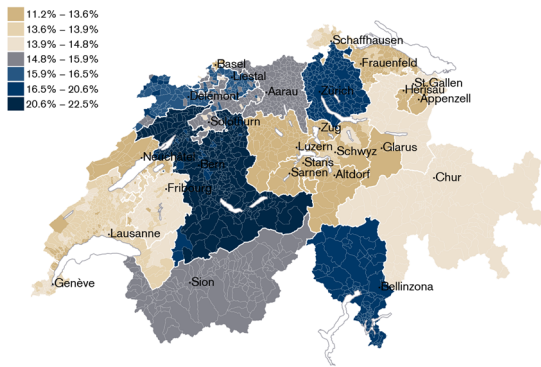 11.2% – 13.6%
13.6% – 13.9%
13.9% – 14.8%
14.8% – 15.9%
15.9% – 16.5%
16.5% – 20.6%
20.6% – 22.5%
Schaffhausen
Basel
Frauenfeld
Liestal
St.Gallen
Delémont
Aarau
Zürich
Herisau
Appenzell
Solothurn
Zug
Luzern
Schwyz
Glarus
Neuchâtel
Bern
Stans
Sarnen
Altdorf
Chur
Fribourg
Lausanne
Genève
Sion
Bellinzona